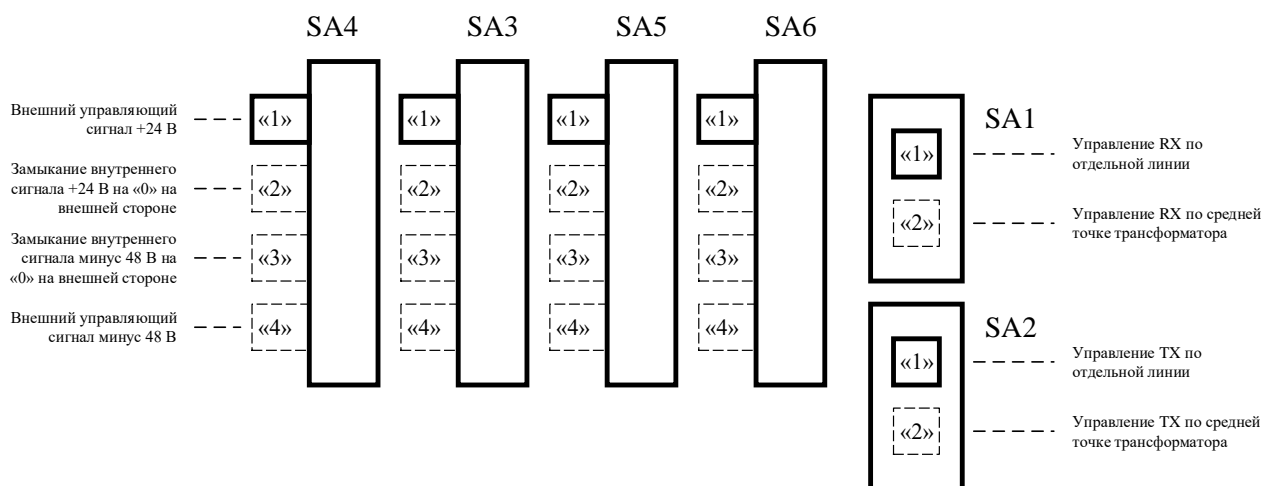 SA4 SA3 SA5 SA6
Внешний управляющий
сигнал +24 В
«1» «1» «1» «1»
Замыкание внутреннего
сигнала +24 В на «0» на
внешней стороне
«2» «2» «2» «2»
Замыкание внутреннего
сигнала минус 48 В на
«0» на внешней стороне
«3» «3» «3» «3»
Внешний управляющий
сигнал минус 48 В
«4» «4» «4» «4»
SA1
«1»
Управление RX по
отдельной линии
«2»
Управление RX по средней
точке трансформатора
SA2
«1»
Управление TX по
отдельной линии
«2»
Управление TX по средней
точке трансформатора